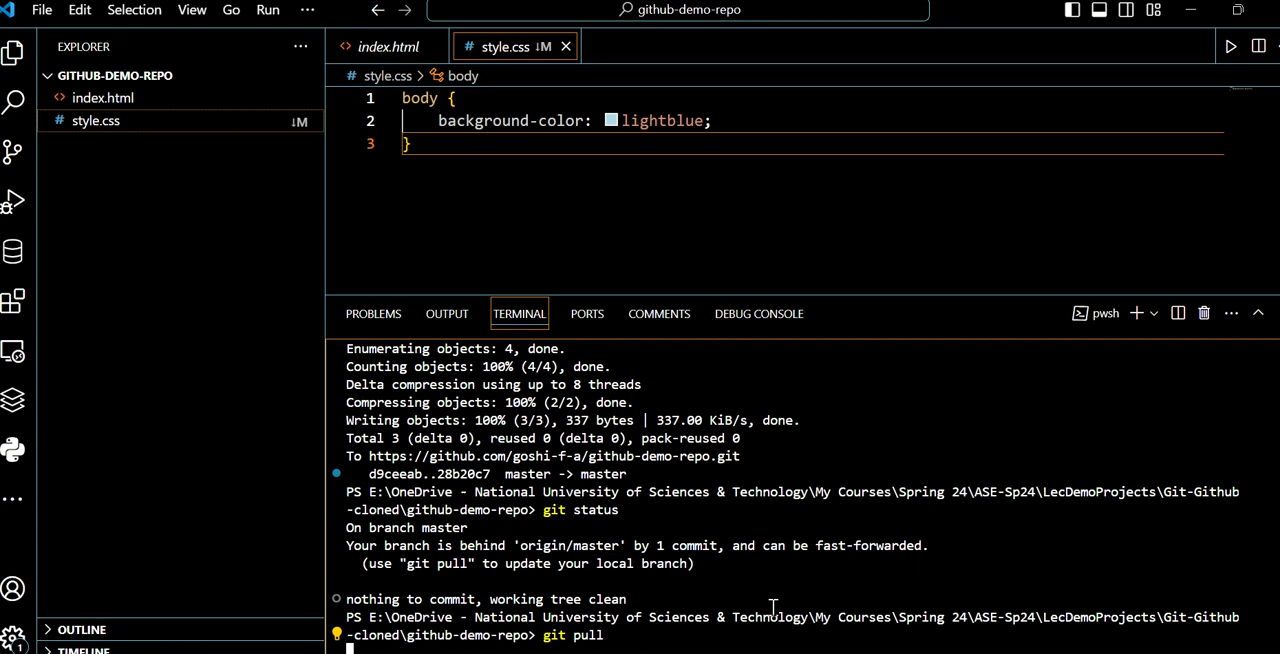 File Edit Selection View Go Run ··· github-demo-repo
EXPLORER ···
GITHUB-DEMO-REPO
index.html
# style.css ↓M
OUTLINE
TIMELINE
index.html # style.css ↓M
# style.css > body
1 body {
2 background-color: lightblue;
3 }
PROBLEMS OUTPUT TERMINAL PORTS COMMENTS DEBUG CONSOLE pwsh
Enumerating objects: 4, done.
Counting objects: 100% (4/4), done.
Delta compression using up to 8 threads
Compressing objects: 100% (2/2), done.
Writing objects: 100% (3/3), 337 bytes | 337.00 KiB/s, done.
Total 3 (delta 0), reused 0 (delta 0), pack-reused 0
To https://github.com/goshi-f-a/github-demo-repo.git
d9ceeab..28b20c7 master -> master
PS E:\OneDrive - National University of Sciences & Technology\My Courses\Spring 24\ASE-Sp24\LecDemoProjects\Git-Github
-cloned\github-demo-repo> git status
On branch master
Your branch is behind 'origin/master' by 1 commit, and can be fast-forwarded.
(use "git pull" to update your local branch)
nothing to commit, working tree clean
PS E:\OneDrive - National University of Sciences & Technology\My Courses\Spring 24\ASE-Sp24\LecDemoProjects\Git-Github
-cloned\github-demo-repo> git pull
1